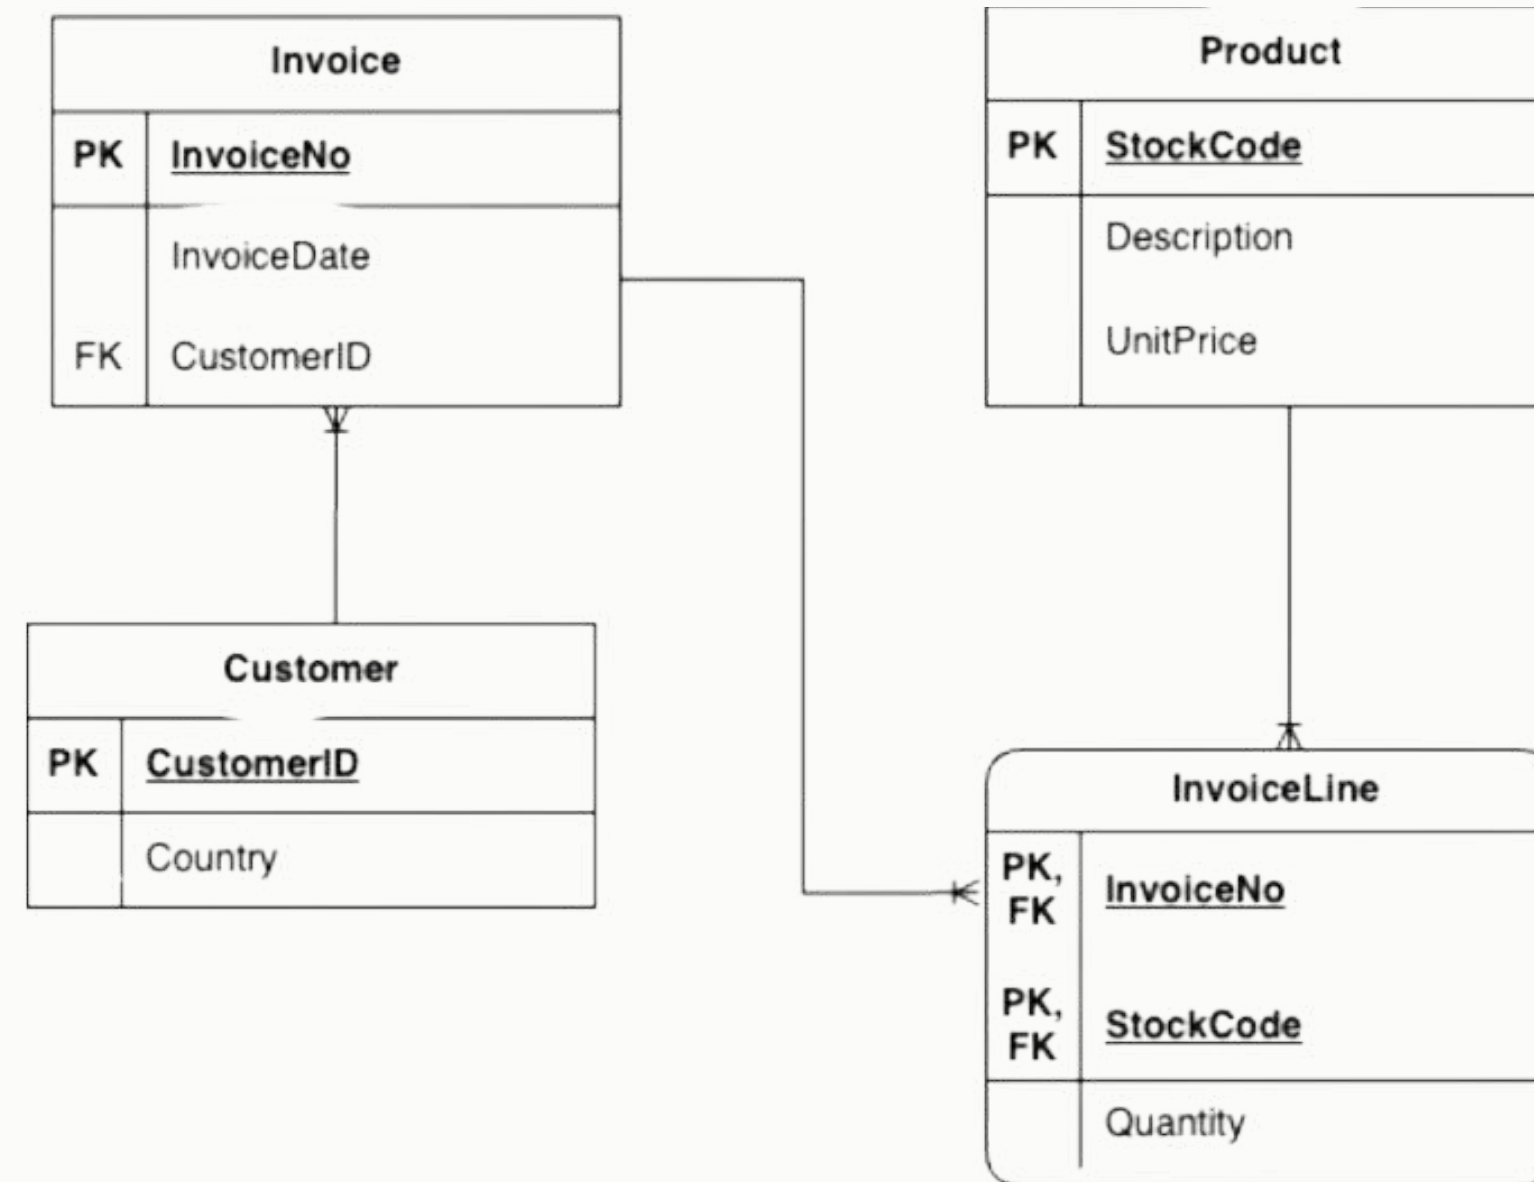 Invoice
PK InvoiceNo
InvoiceDate
FK CustomerID
Product
PK StockCode
Description
UnitPrice
Customer
PK CustomerID
Country
InvoiceLine
PK,
FK InvoiceNo
PK,
FK StockCode
Quantity